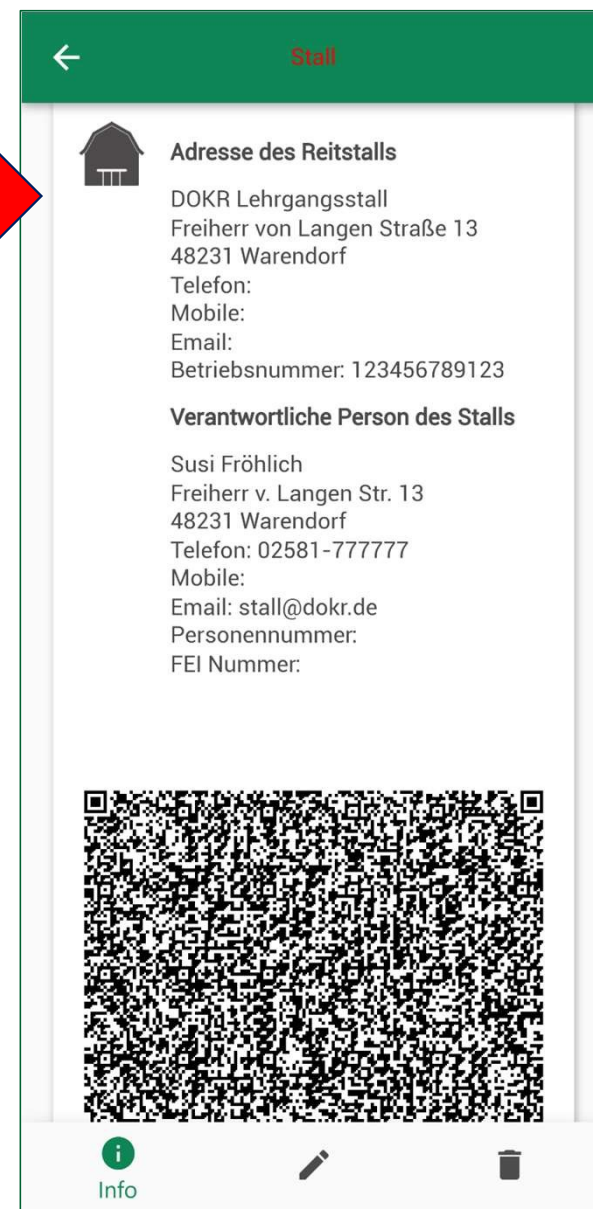 Stall
Adresse des Reitstalls
DOKR Lehrgangsstall
Freiherr von Langen Straße 13
48231 Warendorf
Telefon:
Mobile:
Email:
Betriebsnummer: 123456789123
Verantwortliche Person des Stalls
Susi Fröhlich
Freiherr v. Langen Str. 13
48231 Warendorf
Telefon: 02581-777777
Mobile:
Email: stall@dokr.de
Personennummer:
FEI Nummer:
Info